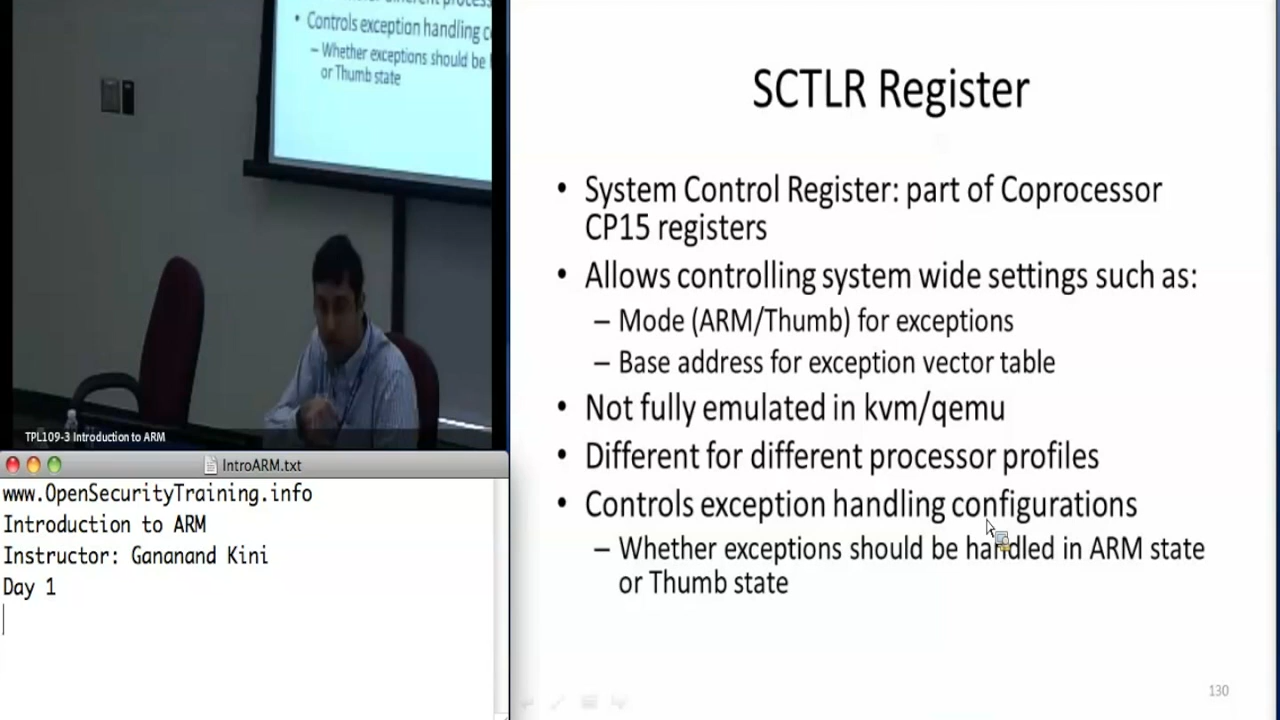 Controls exception handling
– Whether exceptions should be
or Thumb state
TPL109-3 Introduction to ARM
IntroARM.txt
www.OpenSecurityTraining.info
Introduction to ARM
Instructor: Gananand Kini
Day 1
SCTLR Register
• System Control Register: part of Coprocessor
CP15 registers
• Allows controlling system wide settings such as:
– Mode (ARM/Thumb) for exceptions
– Base address for exception vector table
• Not fully emulated in kvm/qemu
• Different for different processor profiles
• Controls exception handling configurations
– Whether exceptions should be handled in ARM state
or Thumb state
130